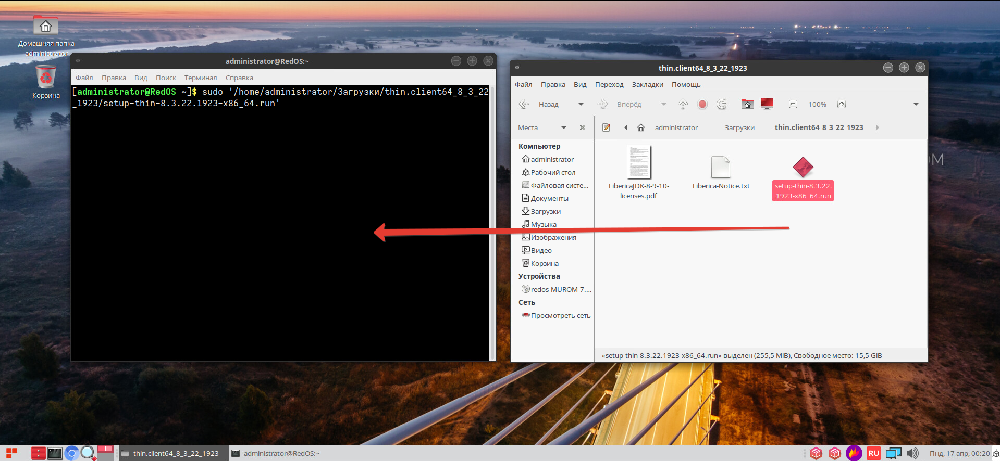 Домашняя папка
administrator
Корзина
administrator@RedOS:~
Файл Правка Вид Поиск Терминал Справка
[administrator@RedOS ~]$ sudo '/home/administrator/Загрузки/thin.client64_8_3_22
_1923/setup-thin-8.3.22.1923-x86_64.run'
thin.client64_8_3_22_1923
Файл Правка Вид Переход Закладки Помощь
Назад Вперёд 100%
Места administrator Загрузки thin.client64_8_3_22_1923
Компьютер
administrator
Рабочий стол
Файловая систе...
Документы
Загрузки
Музыка
Изображения
Видео
Корзина
Устройства
redos-MUROM-7....
Сеть
Просмотреть сеть
LibericaJDK-8-9-10-
licenses.pdf
Liberica-Notice.txt
setup-thin-8.3.22.
1923-x86_64.run
«setup-thin-8.3.22.1923-x86_64.run» выделен (255,5 MiB), Свободное место: 15,5 GiB
ОМ
thin.client64_8_3_22_1923
administrator@RedOS:~
RU
Пнд, 17 апр, 00:20